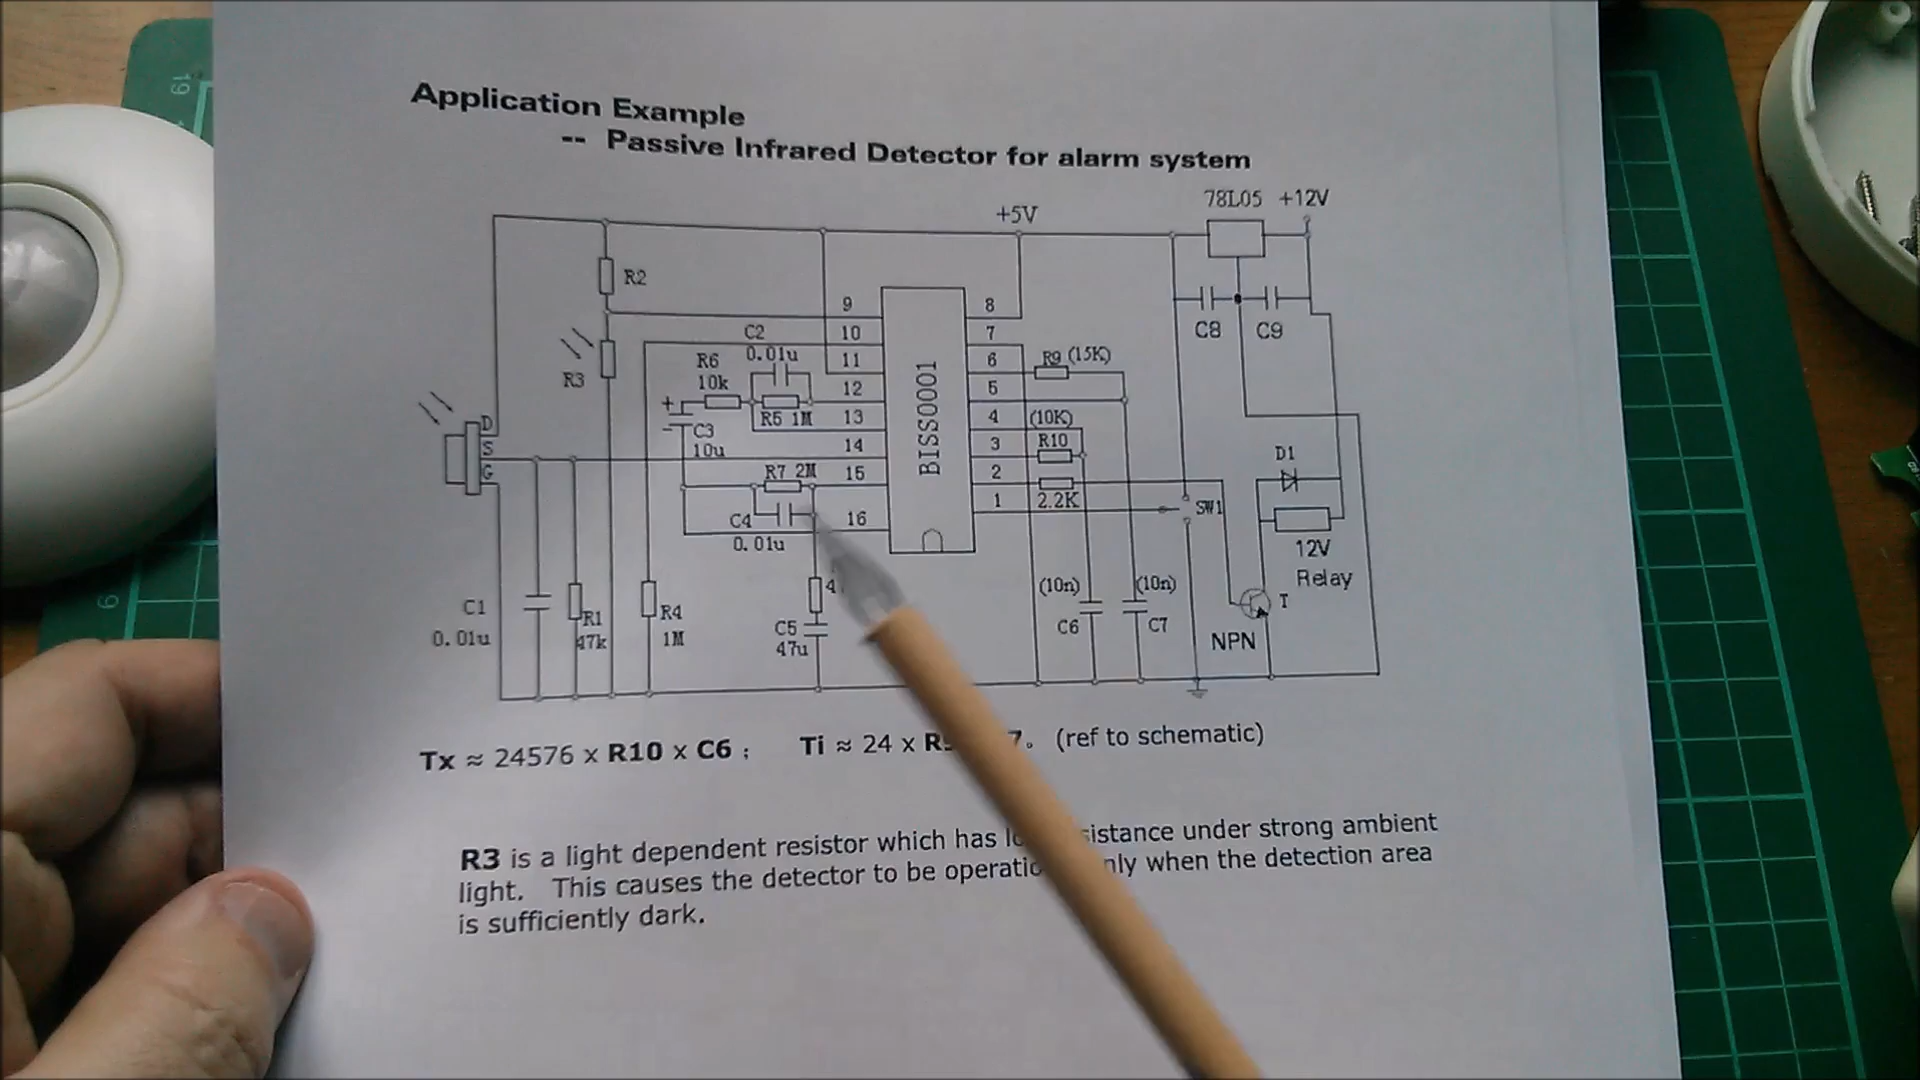 Application Example
-- Passive Infrared Detector for alarm system
78L05 +12V
+5V
R2
9 8
C2 10 7
0.01u
R6 11 6 R9 (15K)
C8 C9
R3 10k 12 5
+ R5 1M 13 4 (10K)
D - C3
S 10u 14 3 R10 D1
G R7 2M 15 2
BISS0001
1 2.2K SW1
C4 16
0.01u 12V
Relay
4
(10n) (10n)
C1 R1 R4 C5 C6 C7 T
0.01u 47k 1M 47u NPN
Tx ≈ 24576 x R10 x C6 ; Ti ≈ 24 x 7。 (ref to schematic)
R3 is a light dependent resistor which has under strong ambient
light. This causes the detector to be when the detection area
is sufficiently dark.
19
9